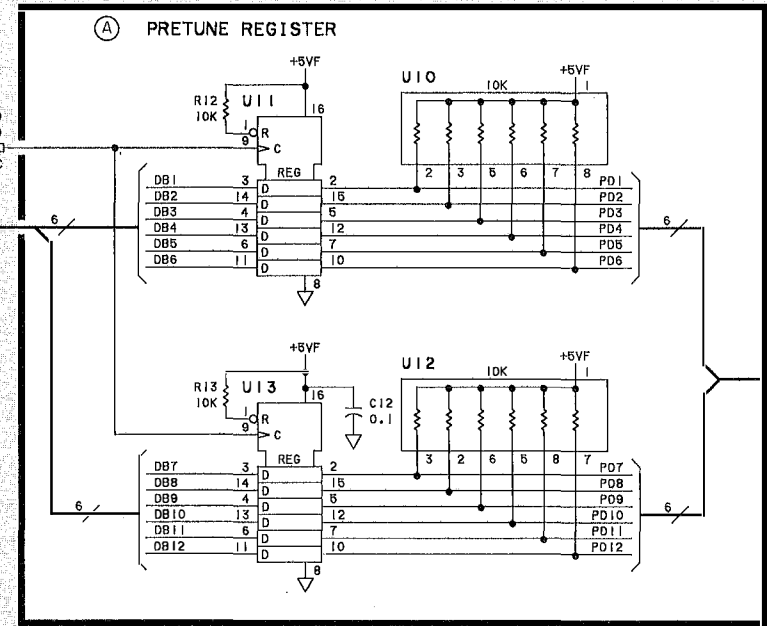 A PRETUNE REGISTER
+5VF
R12
10K
U11
16
1
R
9
C
REG
U10
10K
+5VF
1
2 3 5 6 7 8
DB1 3 D 2 PD1
DB2 14 D 15 PD2
DB3 4 D 5 PD3
DB4 13 D 12 PD4
DB5 6 D 7 PD5
DB6 11 D 10 PD6
6
6
8
+5VF
R13
10K
U13
16
C12
0.1
1
R
9
C
REG
U12
10K
+5VF
1
3 2 6 5 8 7
DB7 3 D 2 PD7
DB8 14 D 15 PD8
DB9 4 D 5 PD9
DB10 13 D 12 PD10
DB11 6 D 7 PD11
DB12 11 D 10 PD12
6
6
8